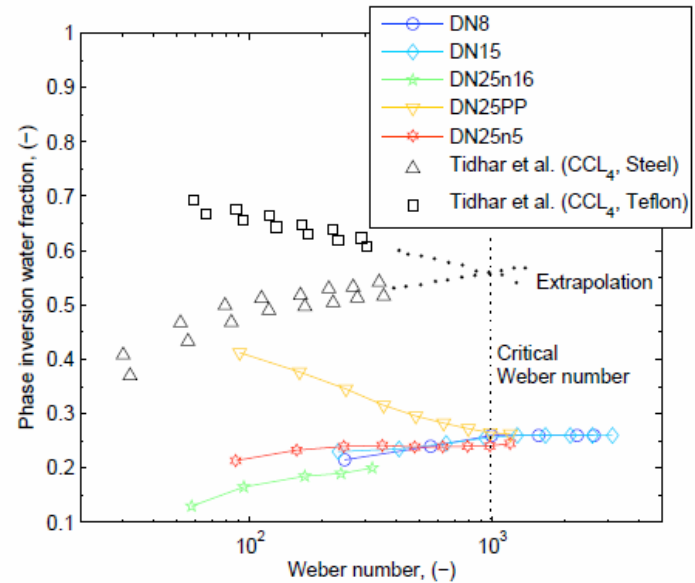 DN8
DN15
DN25n16
DN25PP
DN25n5
Tidhar et al. (CCL4, Steel)
Tidhar et al. (CCL4, Teflon)
Extrapolation
Critical
Weber number
Phase inversion water fraction, (−)
1
0.9
0.8
0.7
0.6
0.5
0.4
0.3
0.2
0.1
10^2
10^3
Weber number, (−)